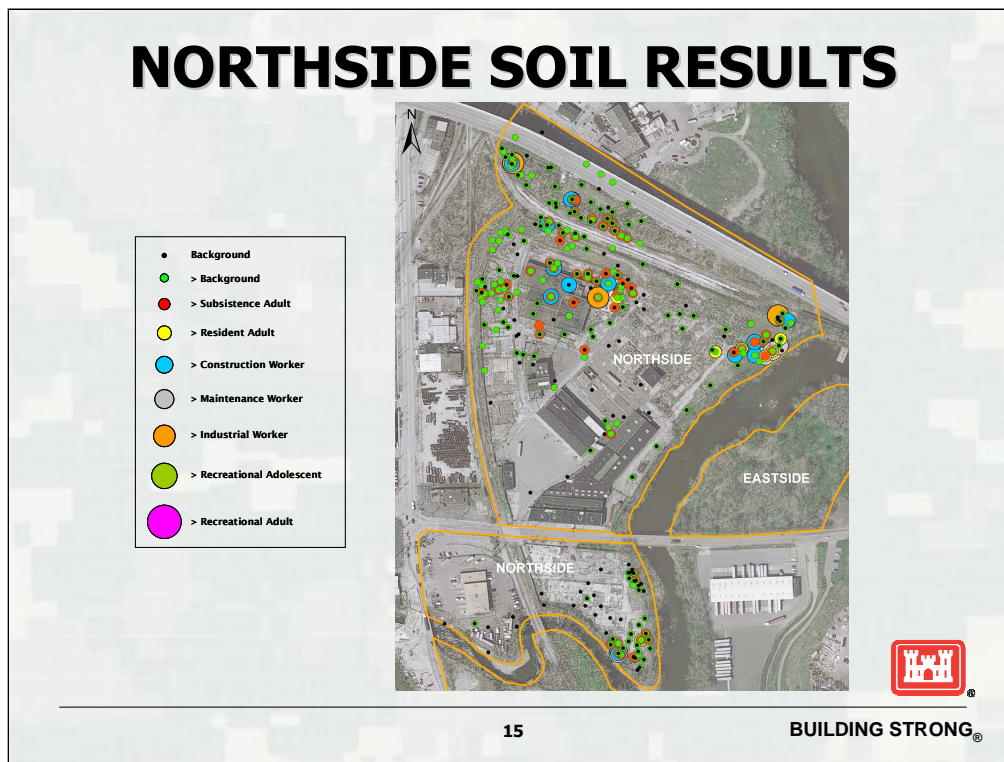 NORTHSIDE SOIL RESULTS
N
Background
> Background
> Subsistence Adult
> Resident Adult
> Construction Worker
> Maintenance Worker
> Industrial Worker
> Recreational Adolescent
> Recreational Adult
NORTHSIDE
EASTSIDE
NORTHSIDE
®
15
BUILDING STRONG®